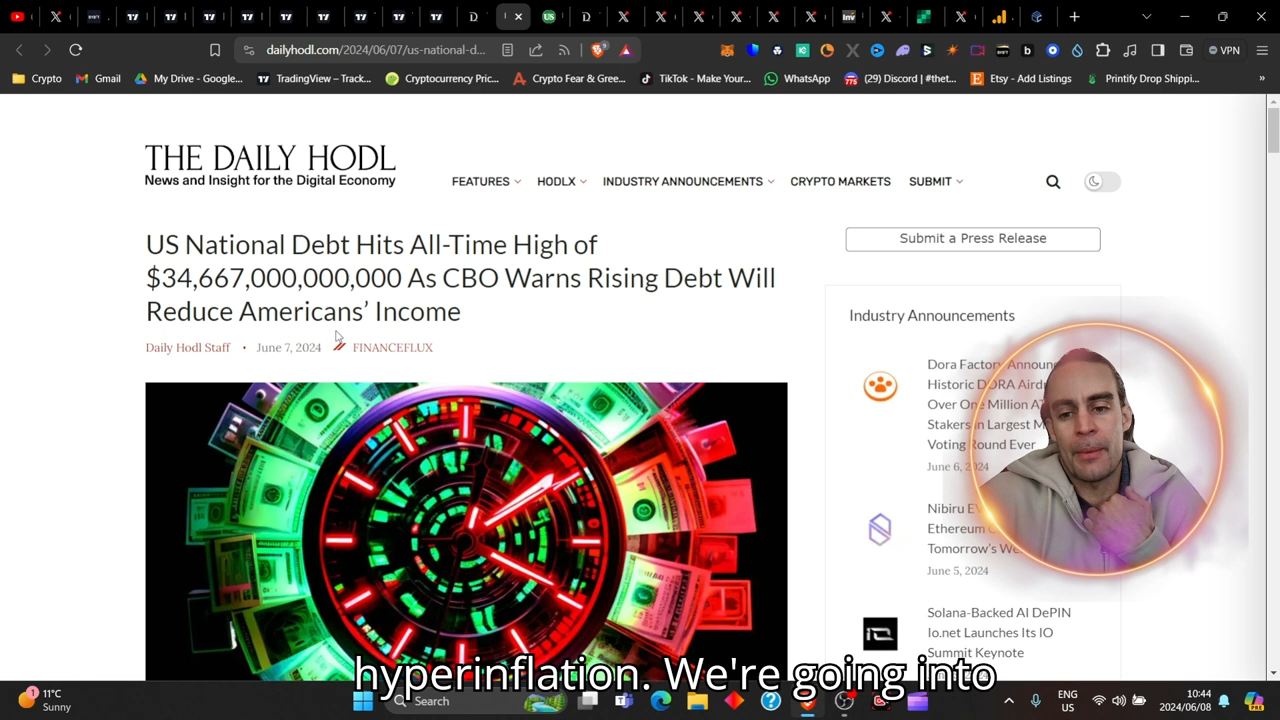 dailyhodl.com/2024/06/07/us-national-d...
VPN
Crypto
Gmail
My Drive - Google...
TradingView – Track...
Cryptocurrency Pric...
Crypto Fear & Gree...
TikTok - Make Your...
WhatsApp
(29) Discord | #thet...
Etsy - Add Listings
Printify Drop Shippi...
THE DAILY HODL
News and Insight for the Digital Economy
FEATURES
HODLX
INDUSTRY ANNOUNCEMENTS
CRYPTO MARKETS
SUBMIT
US National Debt Hits All-Time High of
$34,667,000,000,000 As CBO Warns Rising Debt Will
Reduce Americans’ Income
Daily Hodl Staff • June 7, 2024 FINANCEFLUX
Submit a Press Release
Industry Announcements
Dora Factory
Historic DORA
Over One Million
Stakers in Largest
Voting Round Ever
June 6, 2024
Nibiru
Ethereum
Tomorrow’s
June 5, 2024
Solana-Backed AI DePIN
Io.net Launches Its IO
Summit Keynote
hyperinflation. We're going into
11°C
Sunny
Search
ENG
US
10:44
2024/06/08